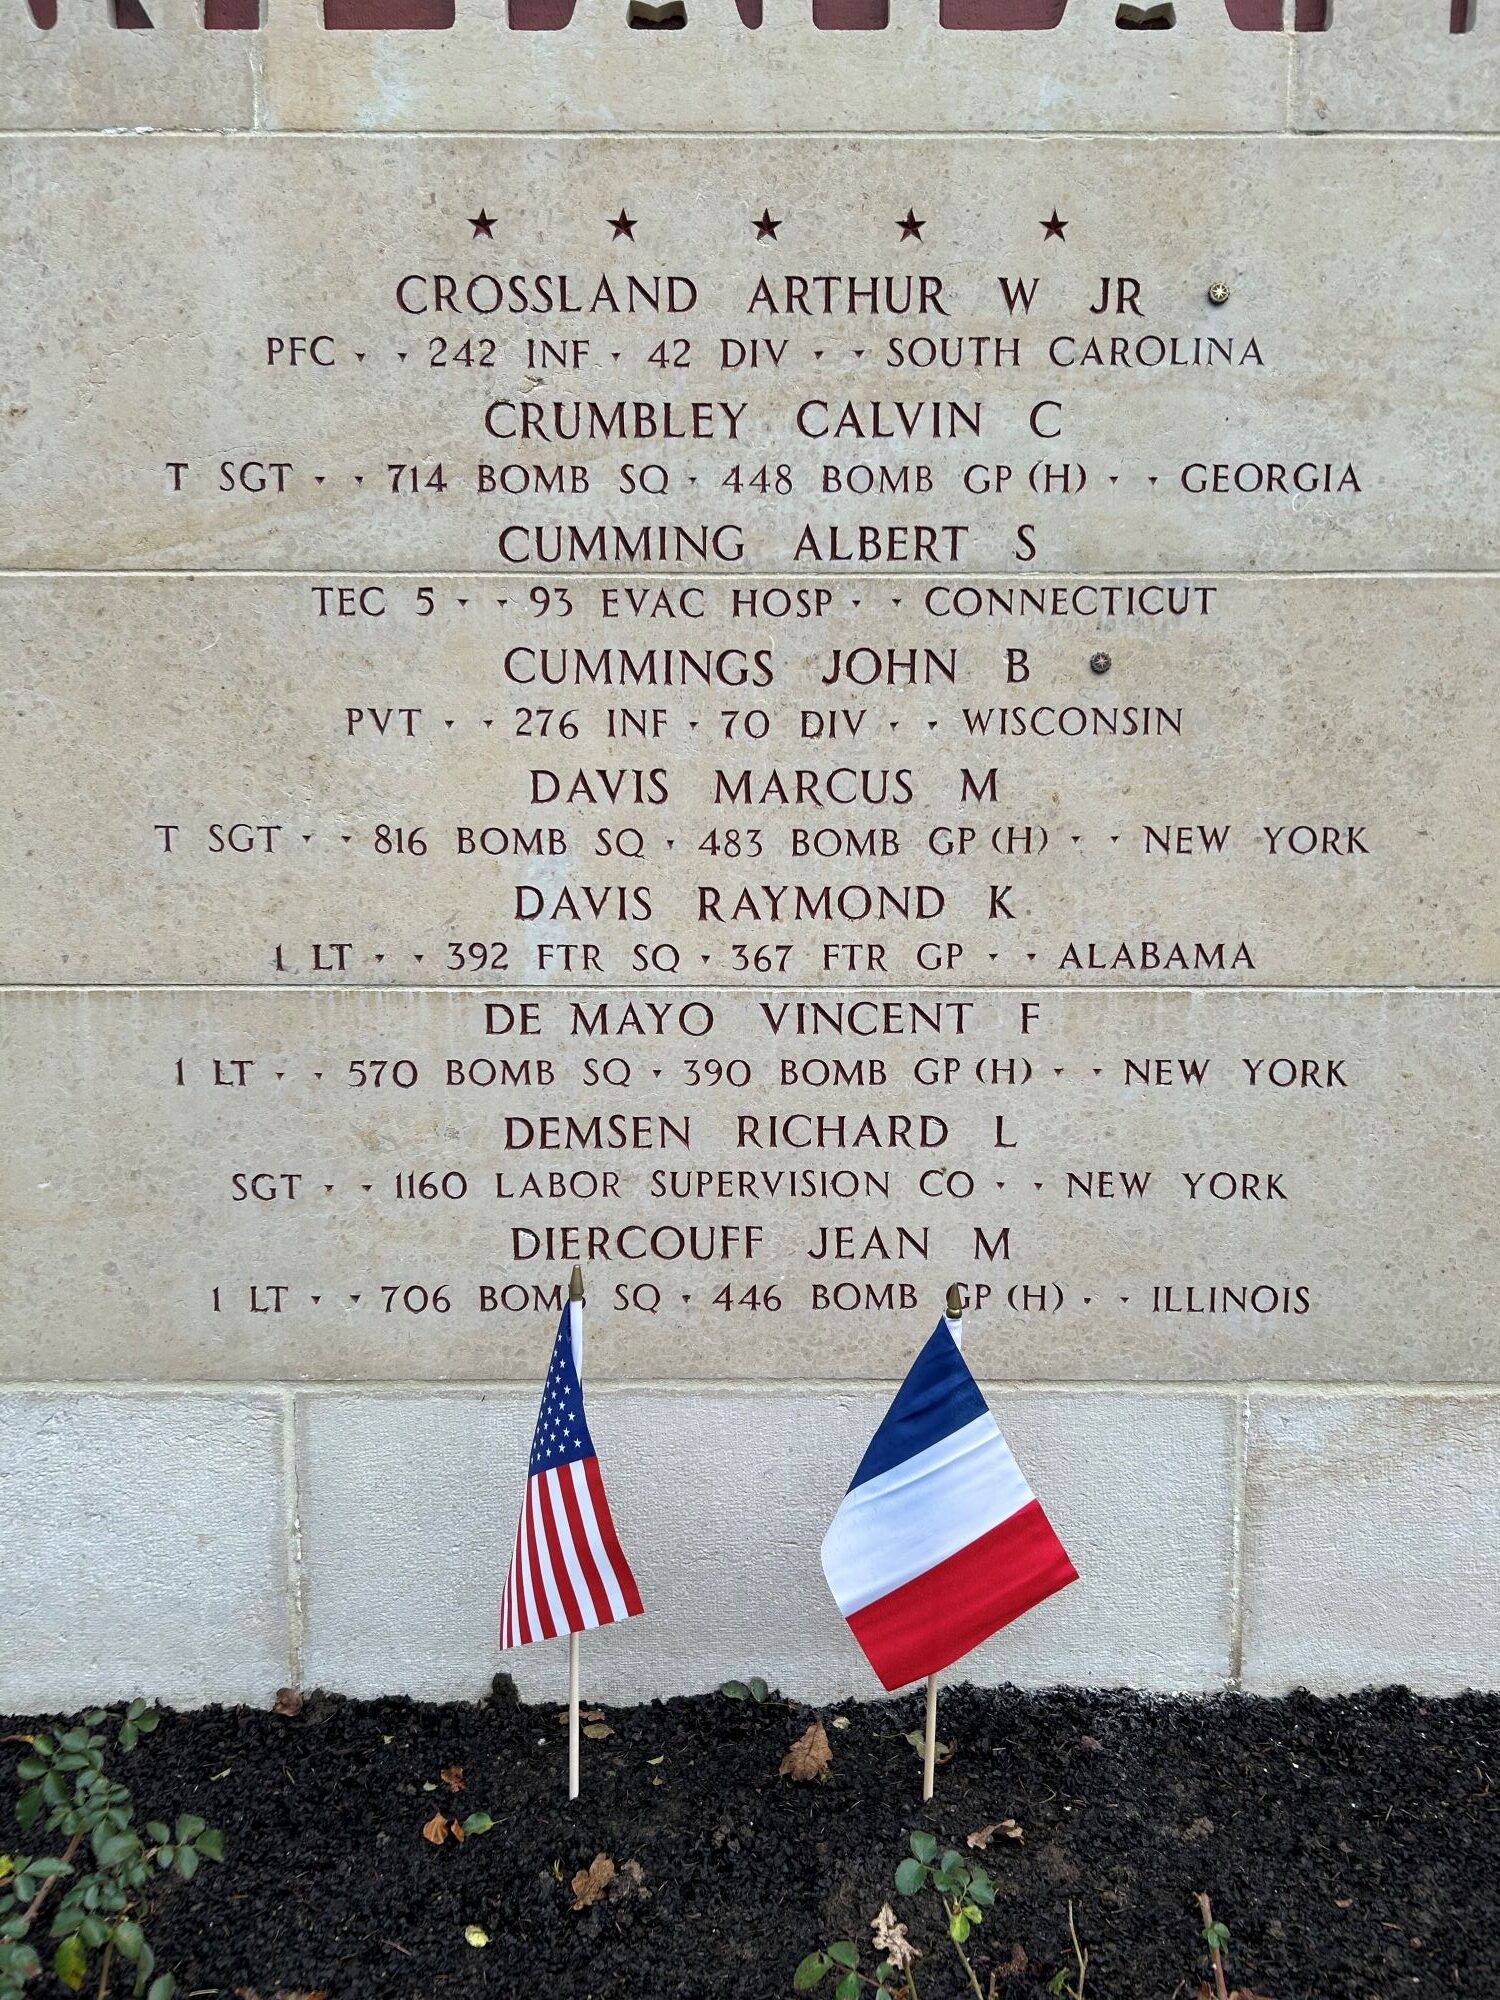 CROSSLAND ARTHUR W JR
PFC · · 242 INF · 42 DIV · · SOUTH CAROLINA
CRUMBLEY CALVIN C
T SGT · · 714 BOMB SQ · 448 BOMB GP (H) · · GEORGIA
CUMMING ALBERT S
TEC 5 · · 93 EVAC HOSP · · CONNECTICUT
CUMMINGS JOHN B
PVT · · 276 INF · 70 DIV · · WISCONSIN
DAVIS MARCUS M
T SGT · · 816 BOMB SQ · 483 BOMB GP (H) · · NEW YORK
DAVIS RAYMOND K
1 LT · · 392 FTR SQ · 367 FTR GP · · ALABAMA
DE MAYO VINCENT F
1 LT · · 570 BOMB SQ · 390 BOMB GP (H) · · NEW YORK
DEMSEN RICHARD L
SGT · · 1160 LABOR SUPERVISION CO · · NEW YORK
DIERCOUFF JEAN M
1 LT · · 706 BOMB SQ · 446 BOMB GP (H) · · ILLINOIS